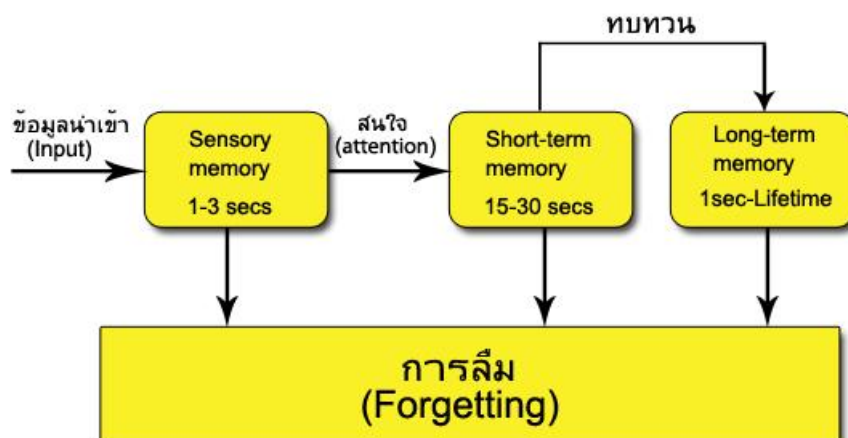 ทบทวน
ข้อมูลนำเข้า
(Input)
Sensory
memory
1-3 secs
สนใจ
(attention)
Short-term
memory
15-30 secs
Long-term
memory
1sec-Lifetime
การลืม
(Forgetting)